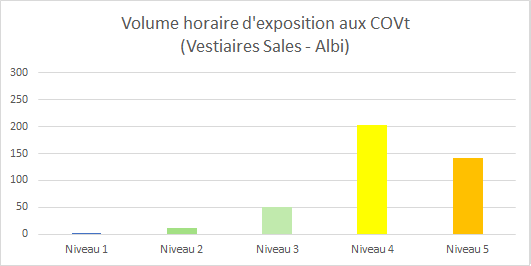 Volume horaire d'exposition aux COVt
(Vestiaires Sales - Albi)
300
250
200
150
100
50
0
Niveau 1 Niveau 2 Niveau 3 Niveau 4 Niveau 5